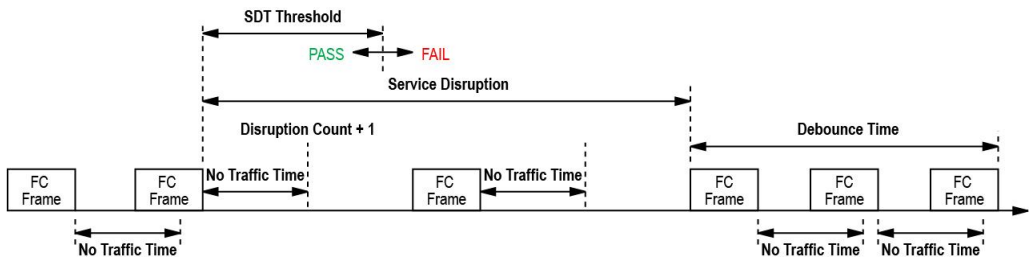 SDT Threshold
PASS
FAIL
Service Disruption
Disruption Count + 1
Debounce Time
FC
Frame
FC
Frame
No Traffic Time
FC
Frame
No Traffic Time
FC
Frame
FC
Frame
FC
Frame
No Traffic Time
No Traffic Time
No Traffic Time